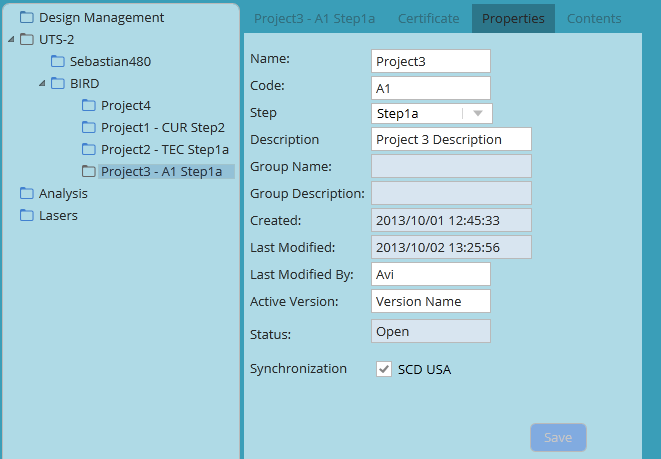 Design Management
UTS-2
Sebastian480
BIRD
Project4
Project1 - CUR Step2
Project2 - TEC Step1a
Project3 - A1 Step1a
Analysis
Lasers
Project3 - A1 Step1a Certificate Properties Contents
Name: Project3
Code: A1
Step Step1a
Description Project 3 Description
Group Name:
Group Description:
Created: 2013/10/01 12:45:33
Last Modified: 2013/10/02 13:25:56
Last Modified By: Avi
Active Version: Version Name
Status: Open
Synchronization SCD USA
Save